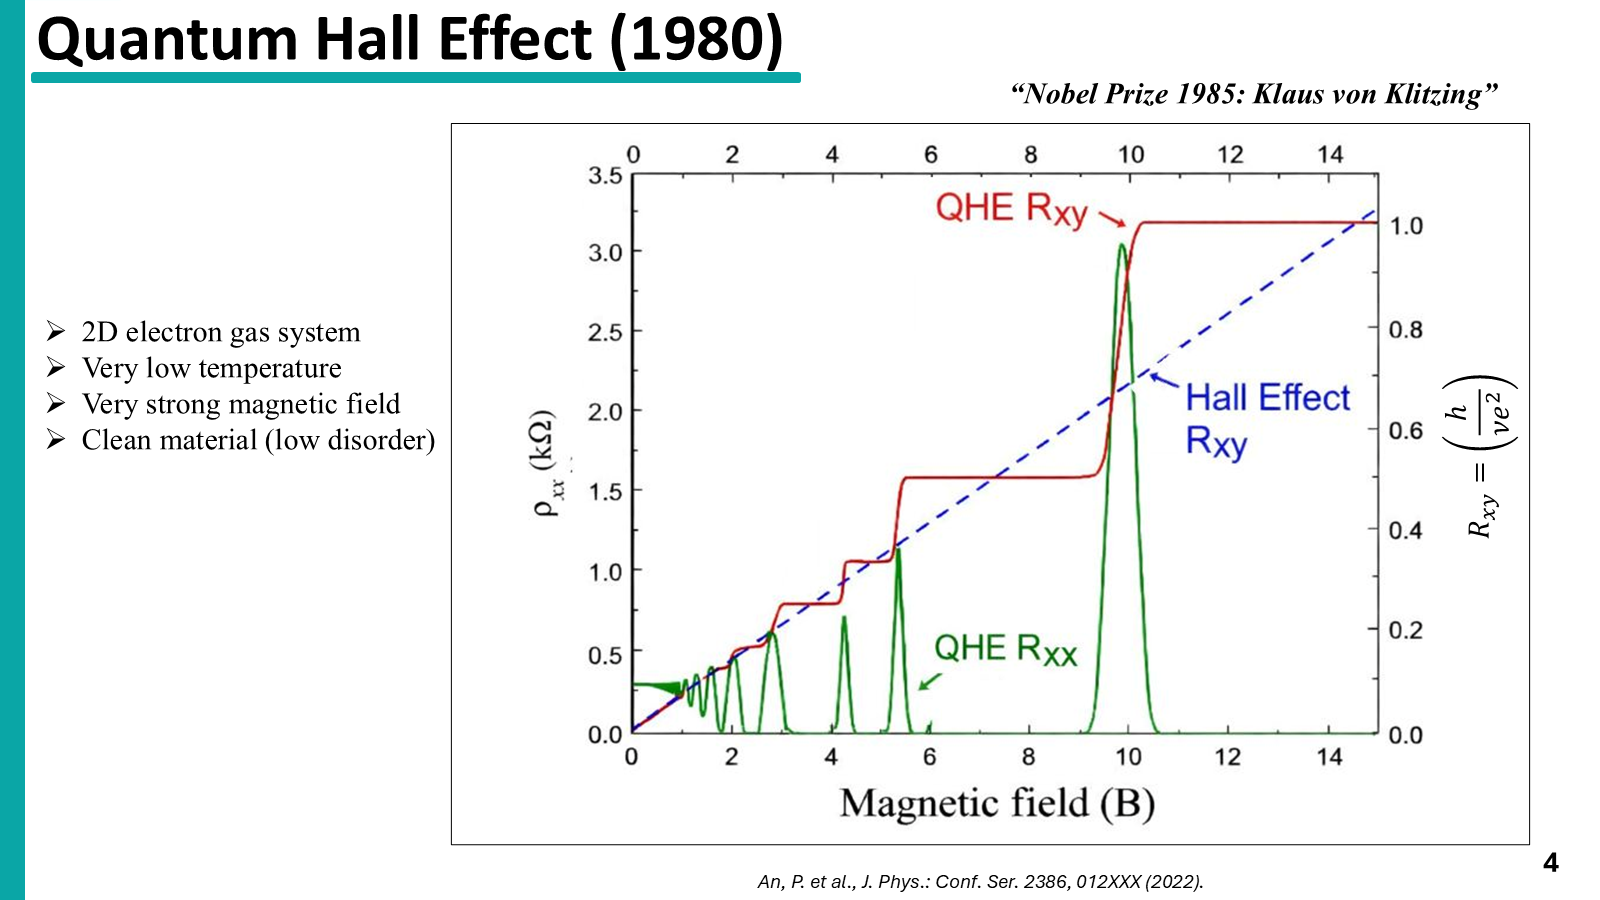 Quantum Hall Effect (1980)
“Nobel Prize 1985: Klaus von Klitzing”
➢ 2D electron gas system
➢ Very low temperature
➢ Very strong magnetic field
➢ Clean material (low disorder)
0 2 4 6 8 10 12 14
3.5
3.0
2.5
2.0
1.5
1.0
0.5
0.0
ρxx (kΩ)
QHE Rxy
Hall Effect
Rxy
QHE Rxx
1.0
0.8
0.6
0.4
0.2
0.0
Rxy = (h/νe²)
0 2 4 6 8 10 12 14
Magnetic field (B)
4
An, P. et al., J. Phys.: Conf. Ser. 2386, 012XXX (2022).